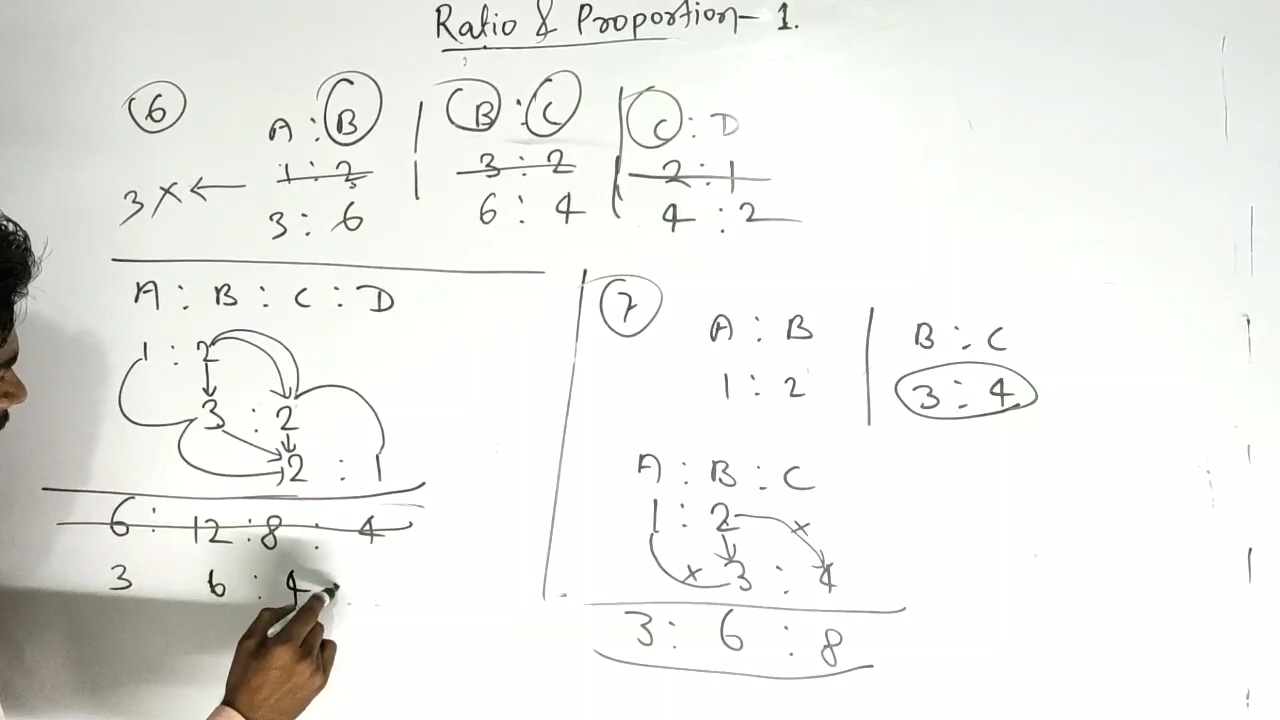 Ratio & Proportion- 1.
6
A : B | B : C | C : D
1 : 2 3 : 2 2 : 1
3 × ← 3 : 6 6 : 4 4 : 2
A : B : C : D
1 : 2
3 : 2
2 : 1
6 : 12 : 8 : 4
3 6 : 4
7
A : B | B : C
1 : 2 3 : 4
A : B : C
1 : 2 ×
× 3 : 4
3 : 6 : 8